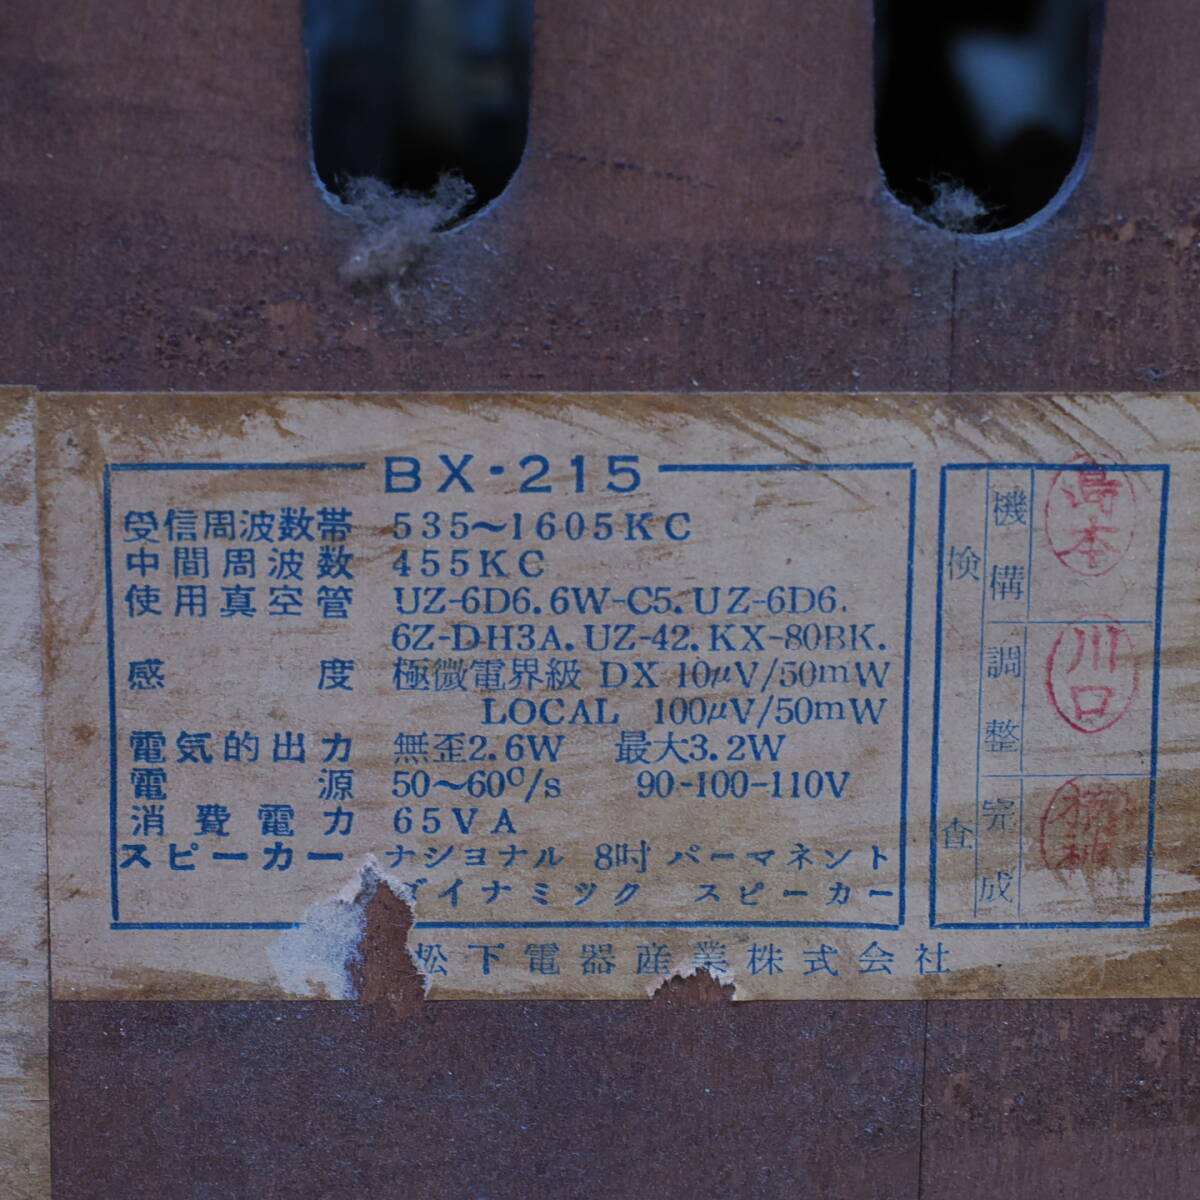 BX-215
受信周波数帯 535〜1605KC
中間周波数 455KC
使用真空管 UZ-6D6. 6W-C5. UZ-6D6.
6Z-DH3A. UZ-42. KX-80BK.
感度 極微電界級 DX 10μV/50mW
LOCAL 100μV/50mW
電気的出力 無歪2.6W 最大3.2W
電源 50〜60c/s 90-100-110V
消費電力 65VA
スピーカー ナショナル 8吋 パーマネント
ダイナミック スピーカー
松下電器産業株式会社
検査
機構
調整
完成
島本
川口